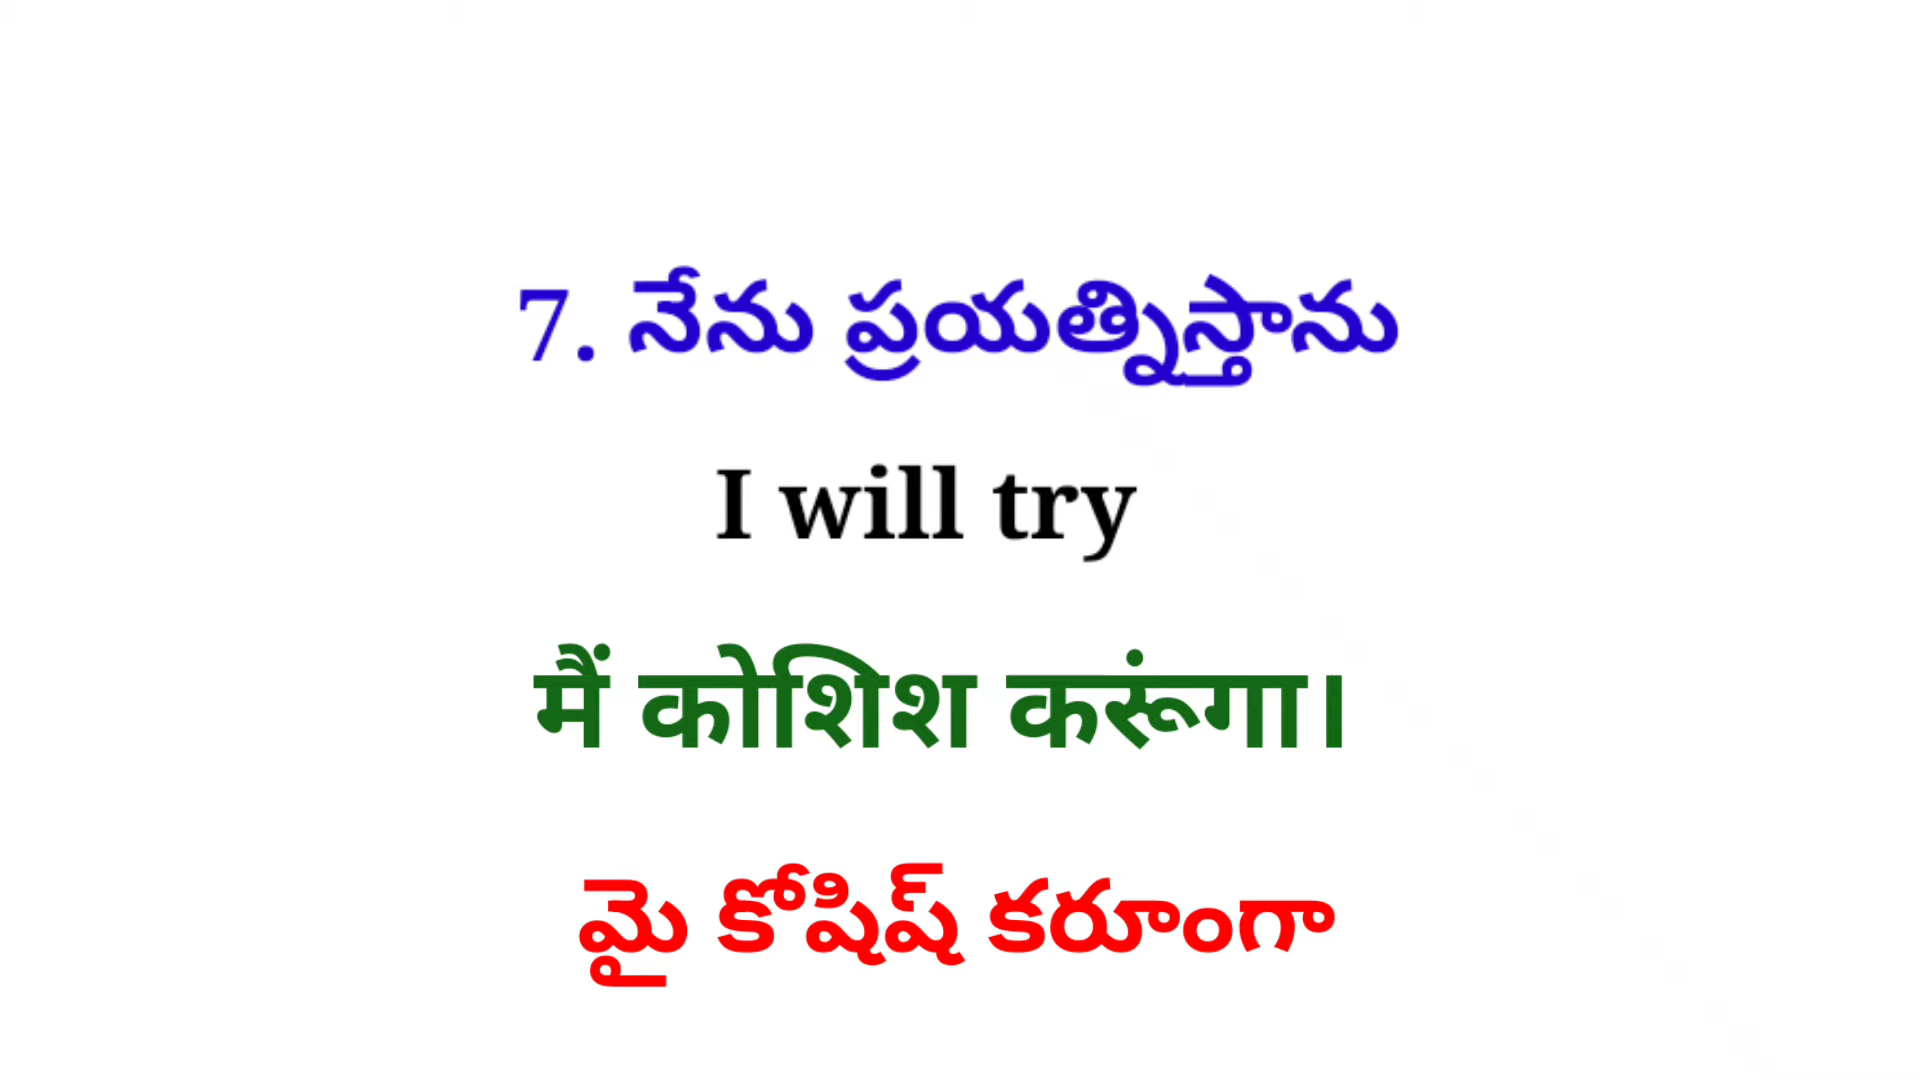 7. నేను ప్రయత్నిస్తాను
I will try
मैं कोशिश करूंगा।
మై కోషిష్ కరూంగా